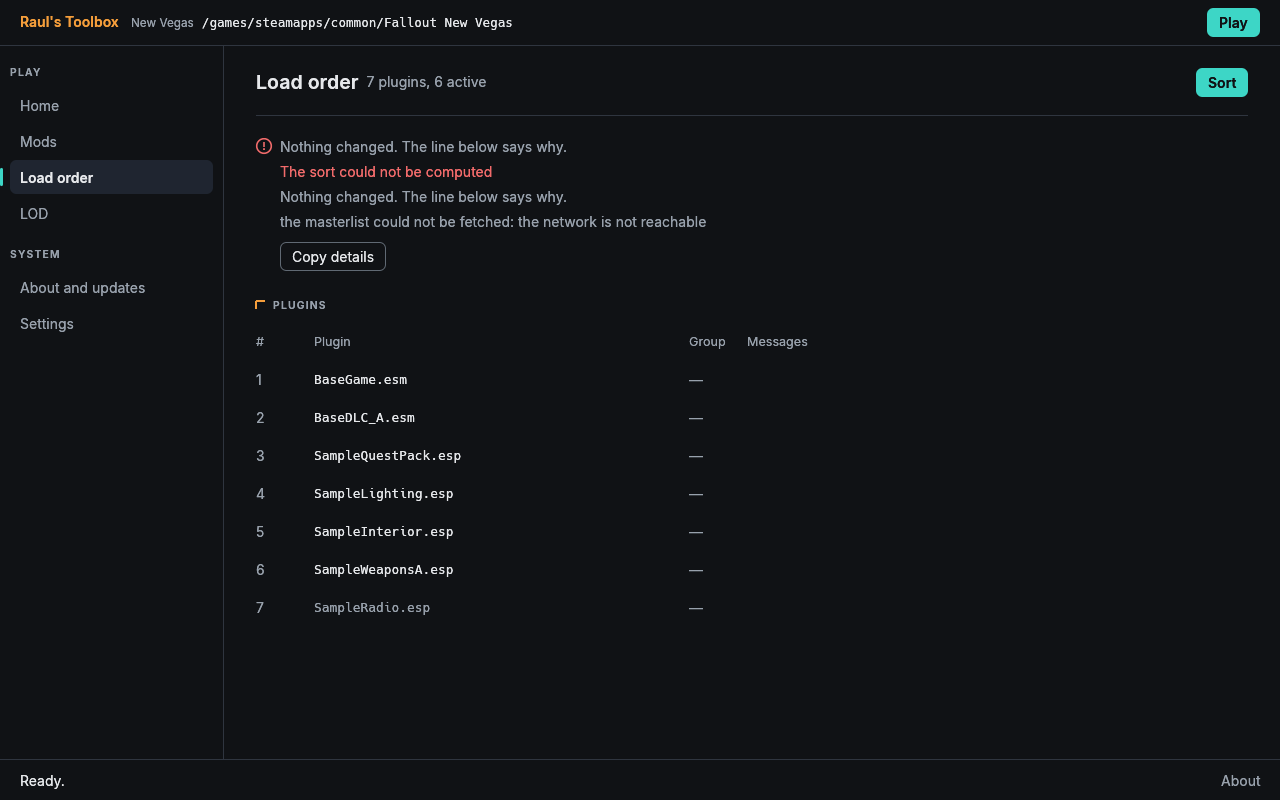 Raul's Toolbox New Vegas /games/steamapps/common/Fallout New Vegas Play
PLAY
Home
Mods
Load order
LOD
SYSTEM
About and updates
Settings
Load order 7 plugins, 6 active Sort
Nothing changed. The line below says why.
The sort could not be computed
Nothing changed. The line below says why.
the masterlist could not be fetched: the network is not reachable
Copy details
PLUGINS
# Plugin Group Messages
1 BaseGame.esm —
2 BaseDLC_A.esm —
3 SampleQuestPack.esp —
4 SampleLighting.esp —
5 SampleInterior.esp —
6 SampleWeaponsA.esp —
7 SampleRadio.esp —
Ready. About